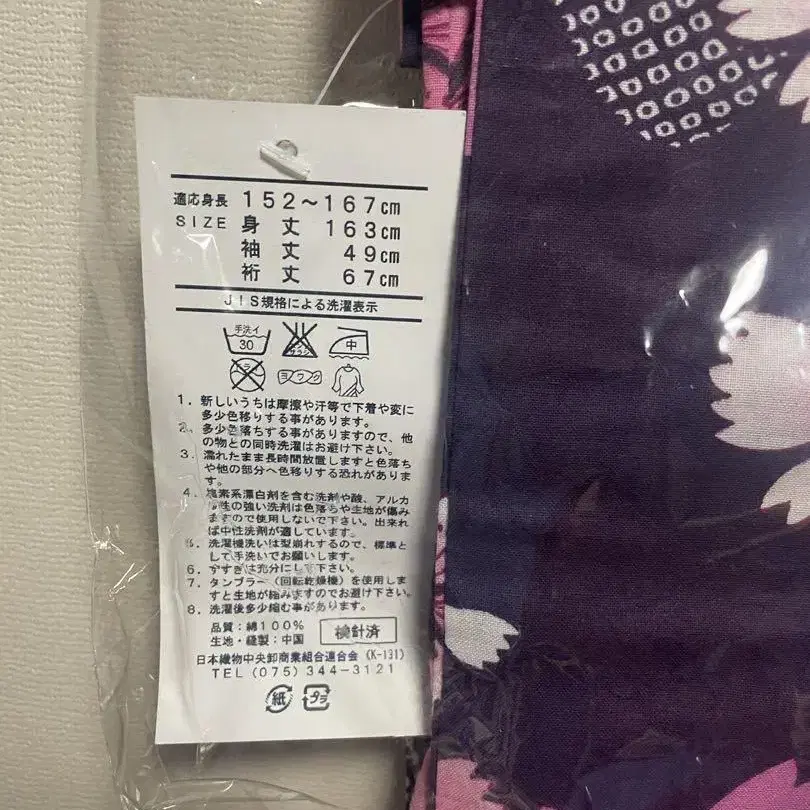 適応身長 152~167cm
SIZE 身丈 163cm
袖丈 49cm
裄丈 67cm
JIS規格による洗濯表示
手洗イ 30
エンソサラシ 中
ドライ ヨワク
1. 新しいうちは摩擦や汗等で下着や変に
多少色移りする事があります。
2. 多少色落ちする事がありますので、他
の物との同時洗濯はお避け下さい。
3. 濡れたまま長時間放置しますと色落ち
や他の部分へ色移りする恐れがありま
す。
4. 塩素系漂白剤を含む洗剤や酸、アルカ
リ性の強い洗剤は色落ちや生地が傷み
ますので使用しないで下さい。出来れ
ば中性洗剤が適しています。
5. 洗濯機洗いは型崩れするので、標準と
して手洗いでお願いします。
6. すすぎは充分にして下さい。
7. タンブラー(回転乾燥機)を使用しま
すと生地が縮みますのでお避け下さい。
8. 洗濯後多少縮む事があります。
品質:綿100%
生地・縫製:中国
検針済
日本織物中央卸商業組合連合会(K-131)
TEL(075)344-3121
紙 プラ